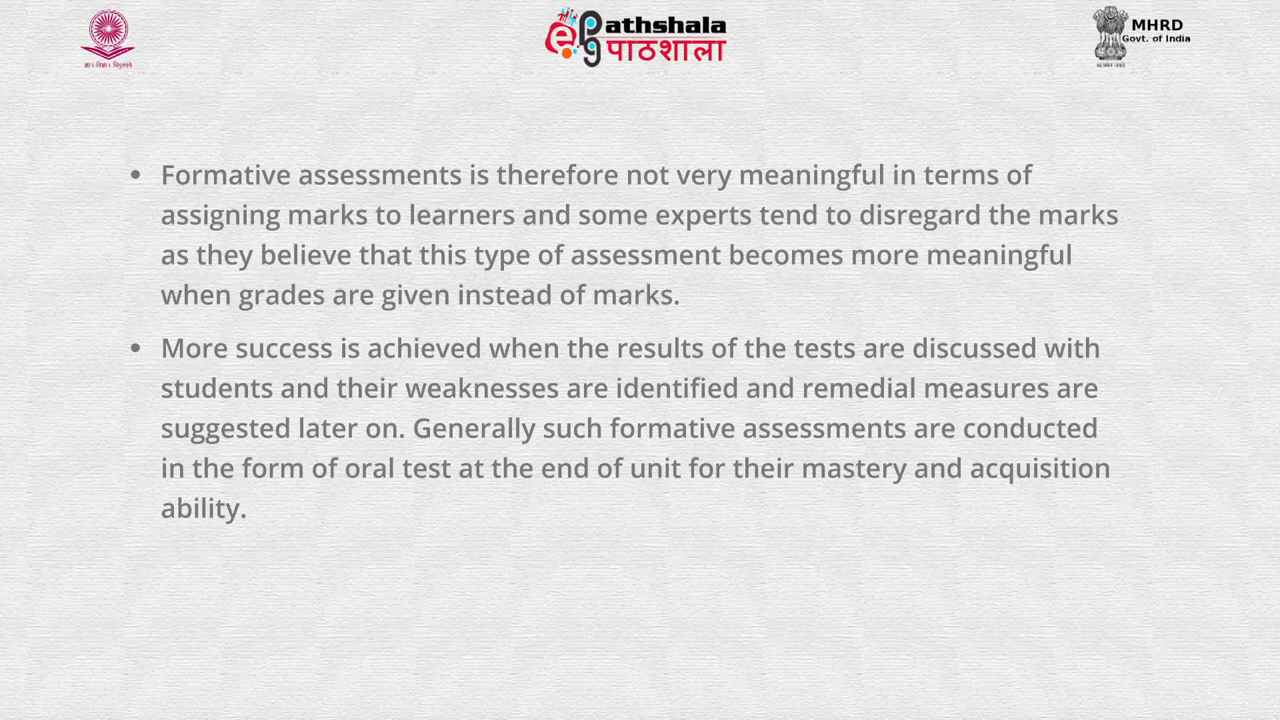 ePG Pathshala
पाठशाला
MHRD
Govt. of India
• Formative assessments is therefore not very meaningful in terms of
assigning marks to learners and some experts tend to disregard the marks
as they believe that this type of assessment becomes more meaningful
when grades are given instead of marks.
• More success is achieved when the results of the tests are discussed with
students and their weaknesses are identified and remedial measures are
suggested later on. Generally such formative assessments are conducted
in the form of oral test at the end of unit for their mastery and acquisition
ability.